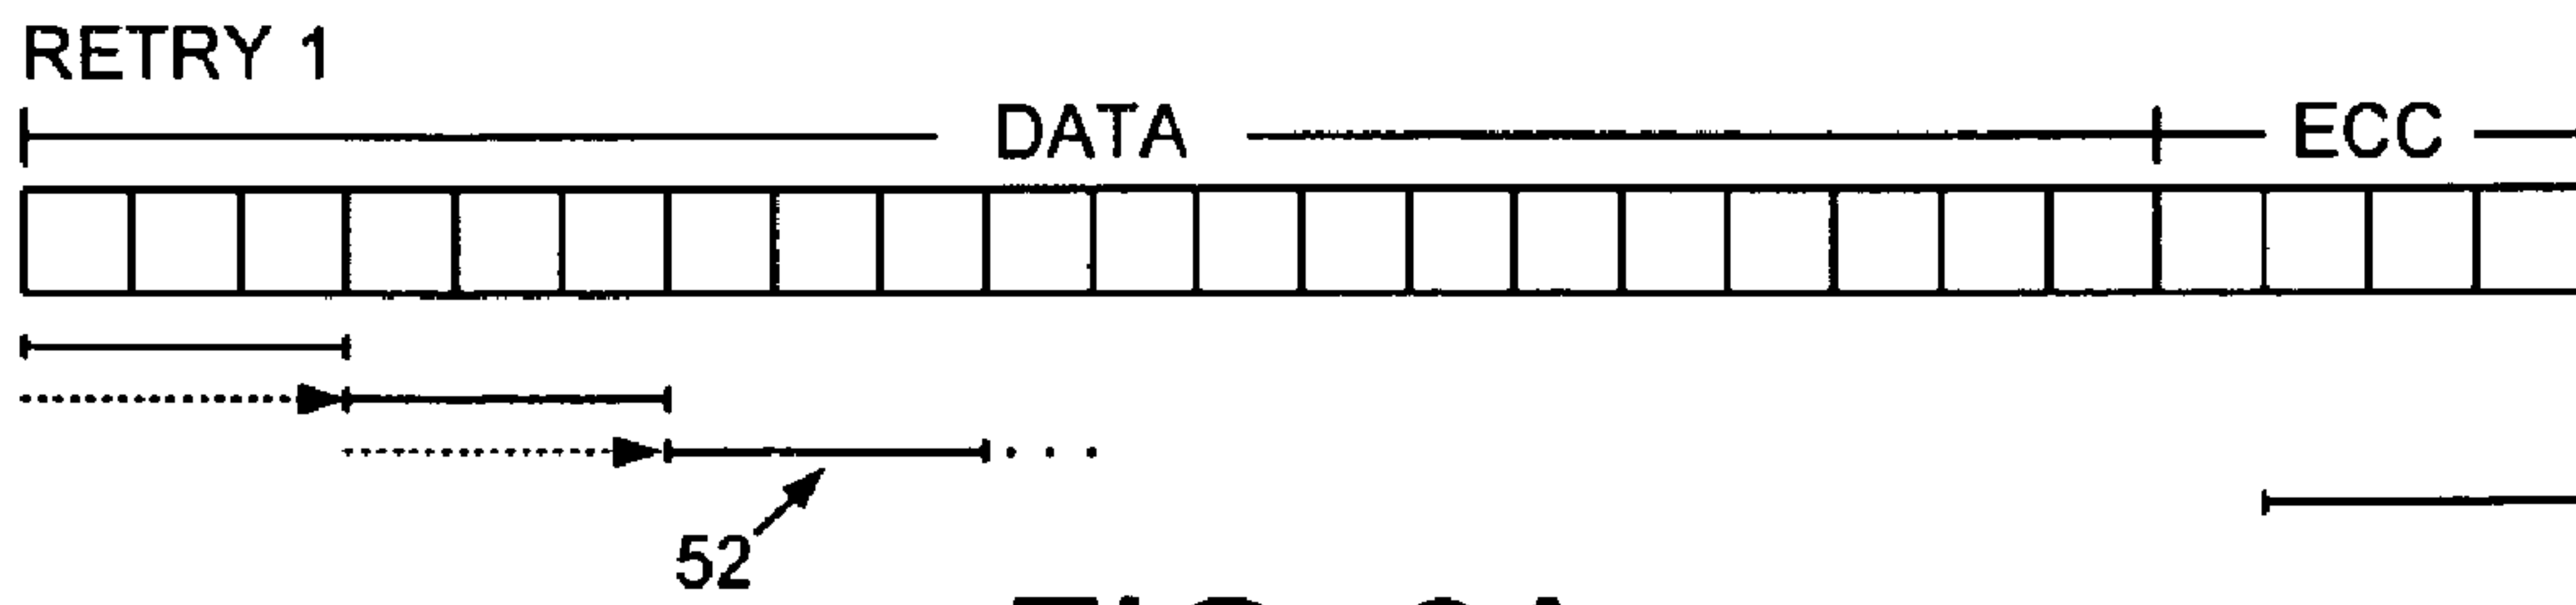 RETRY 1
DATA ECC
. . .
52